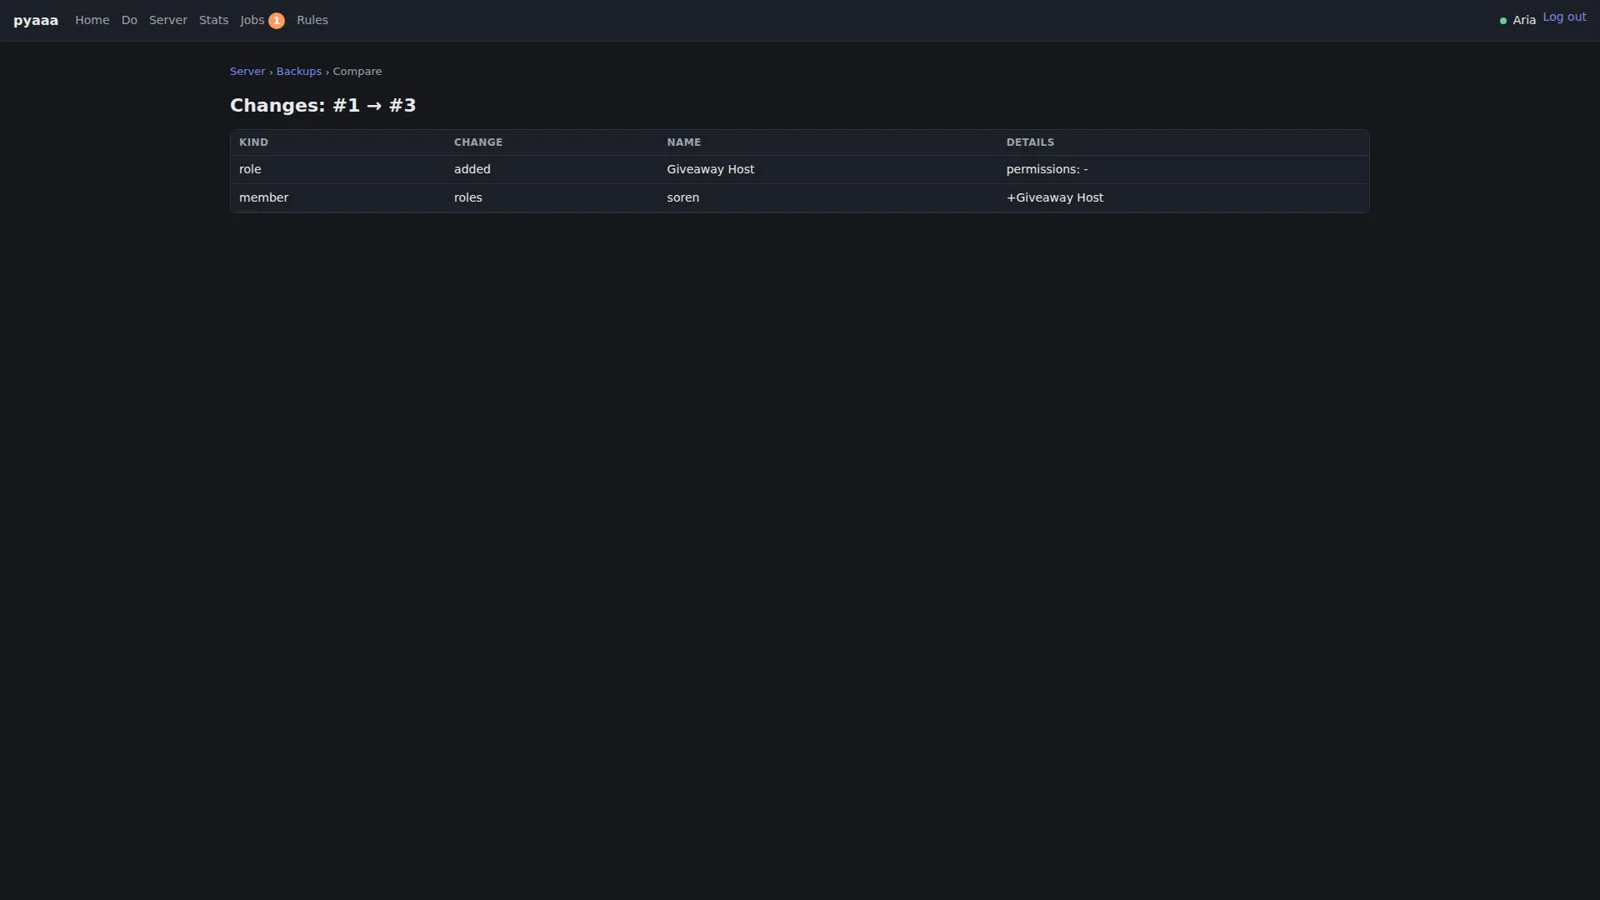 pyaaa Home Do Server Stats Jobs 1 Rules Aria Log out
Server › Backups › Compare
Changes: #1 → #3
KIND CHANGE NAME DETAILS
role added Giveaway Host permissions: -
member roles soren +Giveaway Host